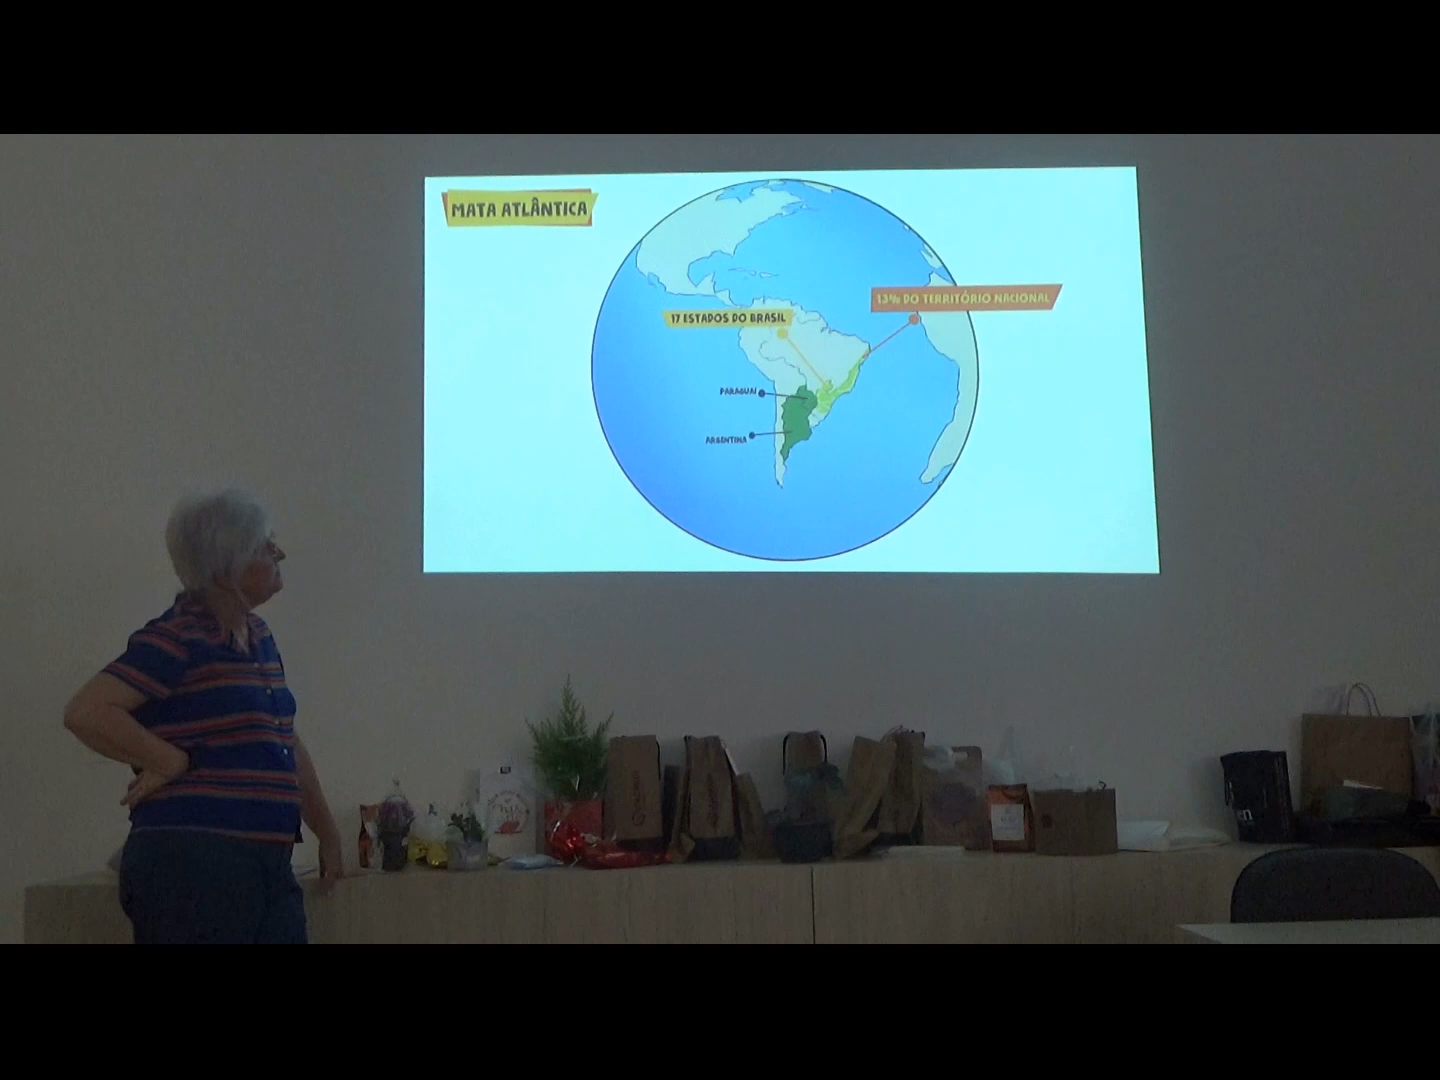 MATA ATLÂNTICA
13% DO TERRITÓRIO NACIONAL
17 ESTADOS DO BRASIL
PARAGUAI
ARGENTINA